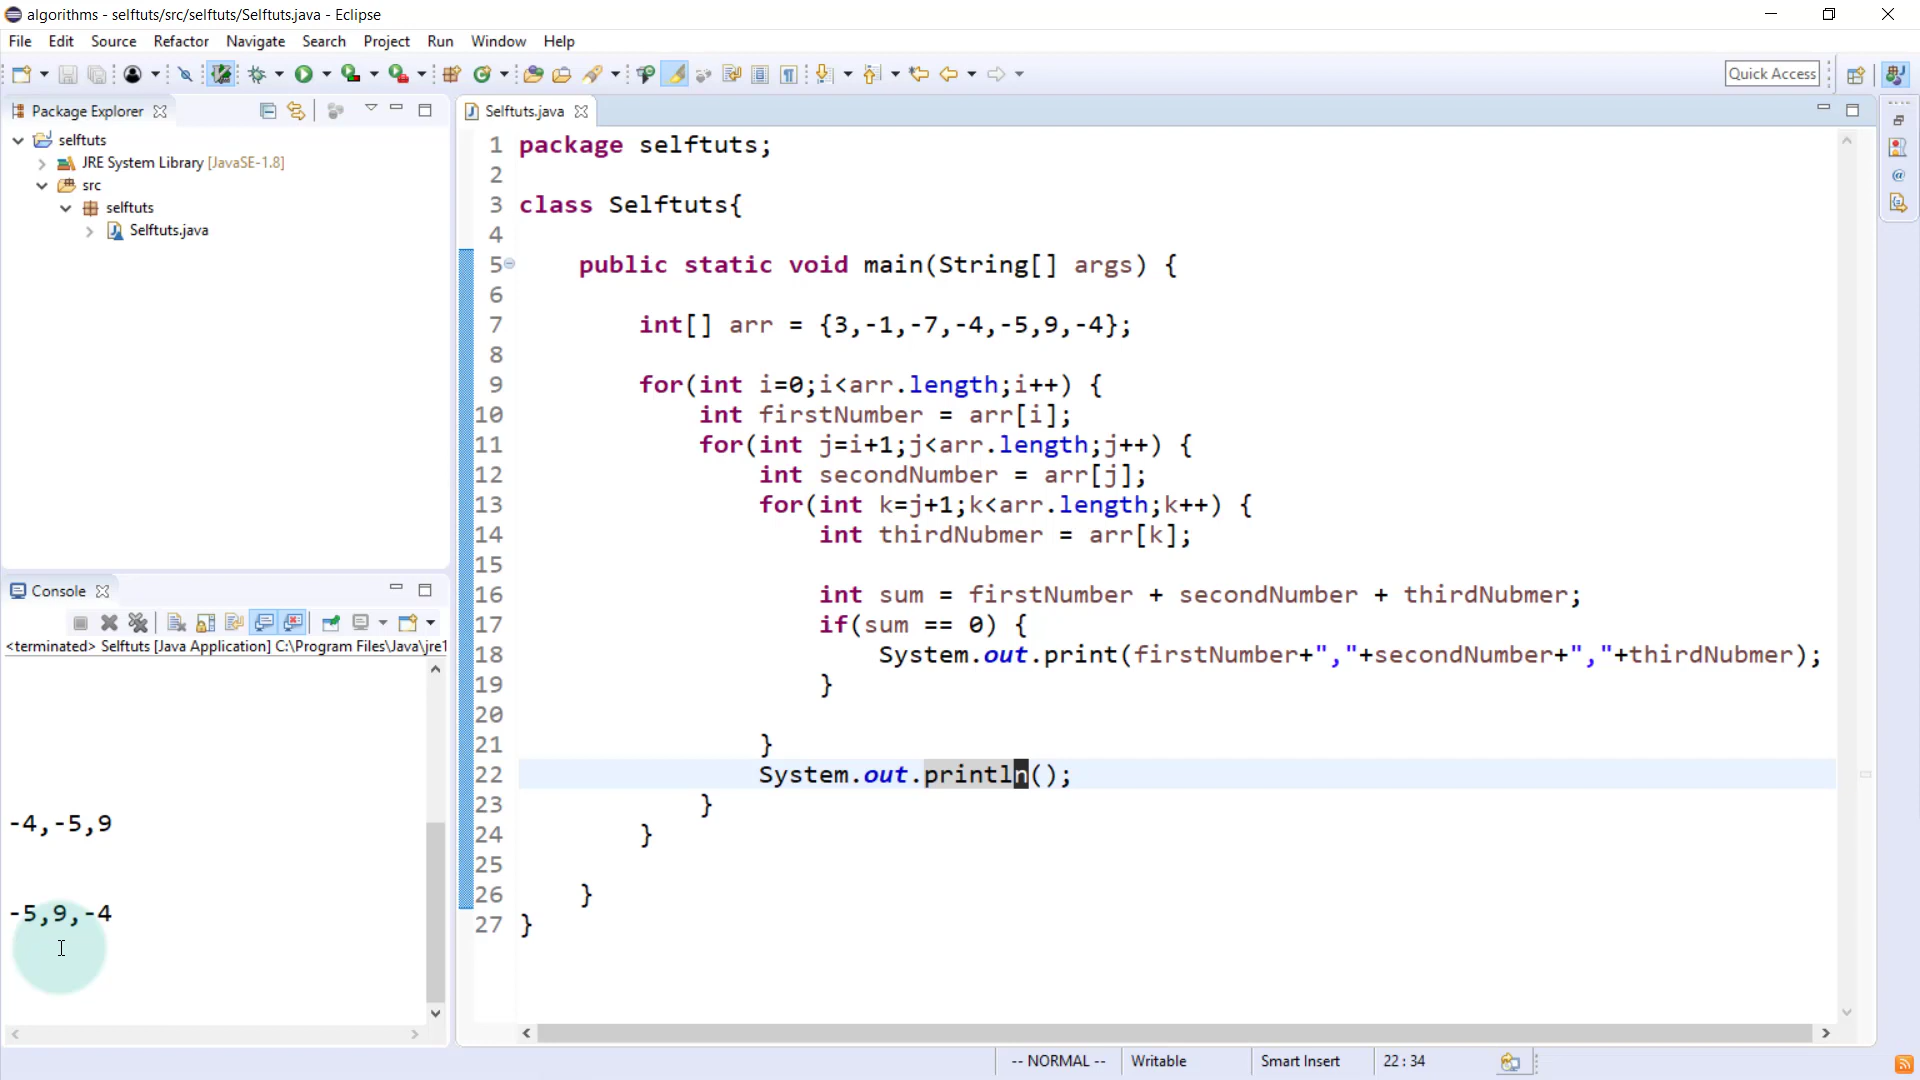 algorithms - selftuts/src/selftuts/Selftuts.java - Eclipse
File Edit Source Refactor Navigate Search Project Run Window Help
Quick Access
Package Explorer
selftuts
JRE System Library [JavaSE-1.8]
src
selftuts
Selftuts.java
Selftuts.java
1 package selftuts;
2
3 class Selftuts{
4
5 public static void main(String[] args) {
6
7 int[] arr = {3,-1,-7,-4,-5,9,-4};
8
9 for(int i=0;i<arr.length;i++) {
10 int firstNumber = arr[i];
11 for(int j=i+1;j<arr.length;j++) {
12 int secondNumber = arr[j];
13 for(int k=j+1;k<arr.length;k++) {
14 int thirdNubmer = arr[k];
15
16 int sum = firstNumber + secondNumber + thirdNubmer;
17 if(sum == 0) {
18 System.out.print(firstNumber+","+secondNumber+","+thirdNubmer);
19 }
20
21 }
22 System.out.println();
23 }
24 }
25
26 }
27 }
Console
<terminated> Selftuts [Java Application] C:\Program Files\Java\jre1
-4,-5,9
-5,9,-4
-- NORMAL -- Writable Smart Insert 22 : 34